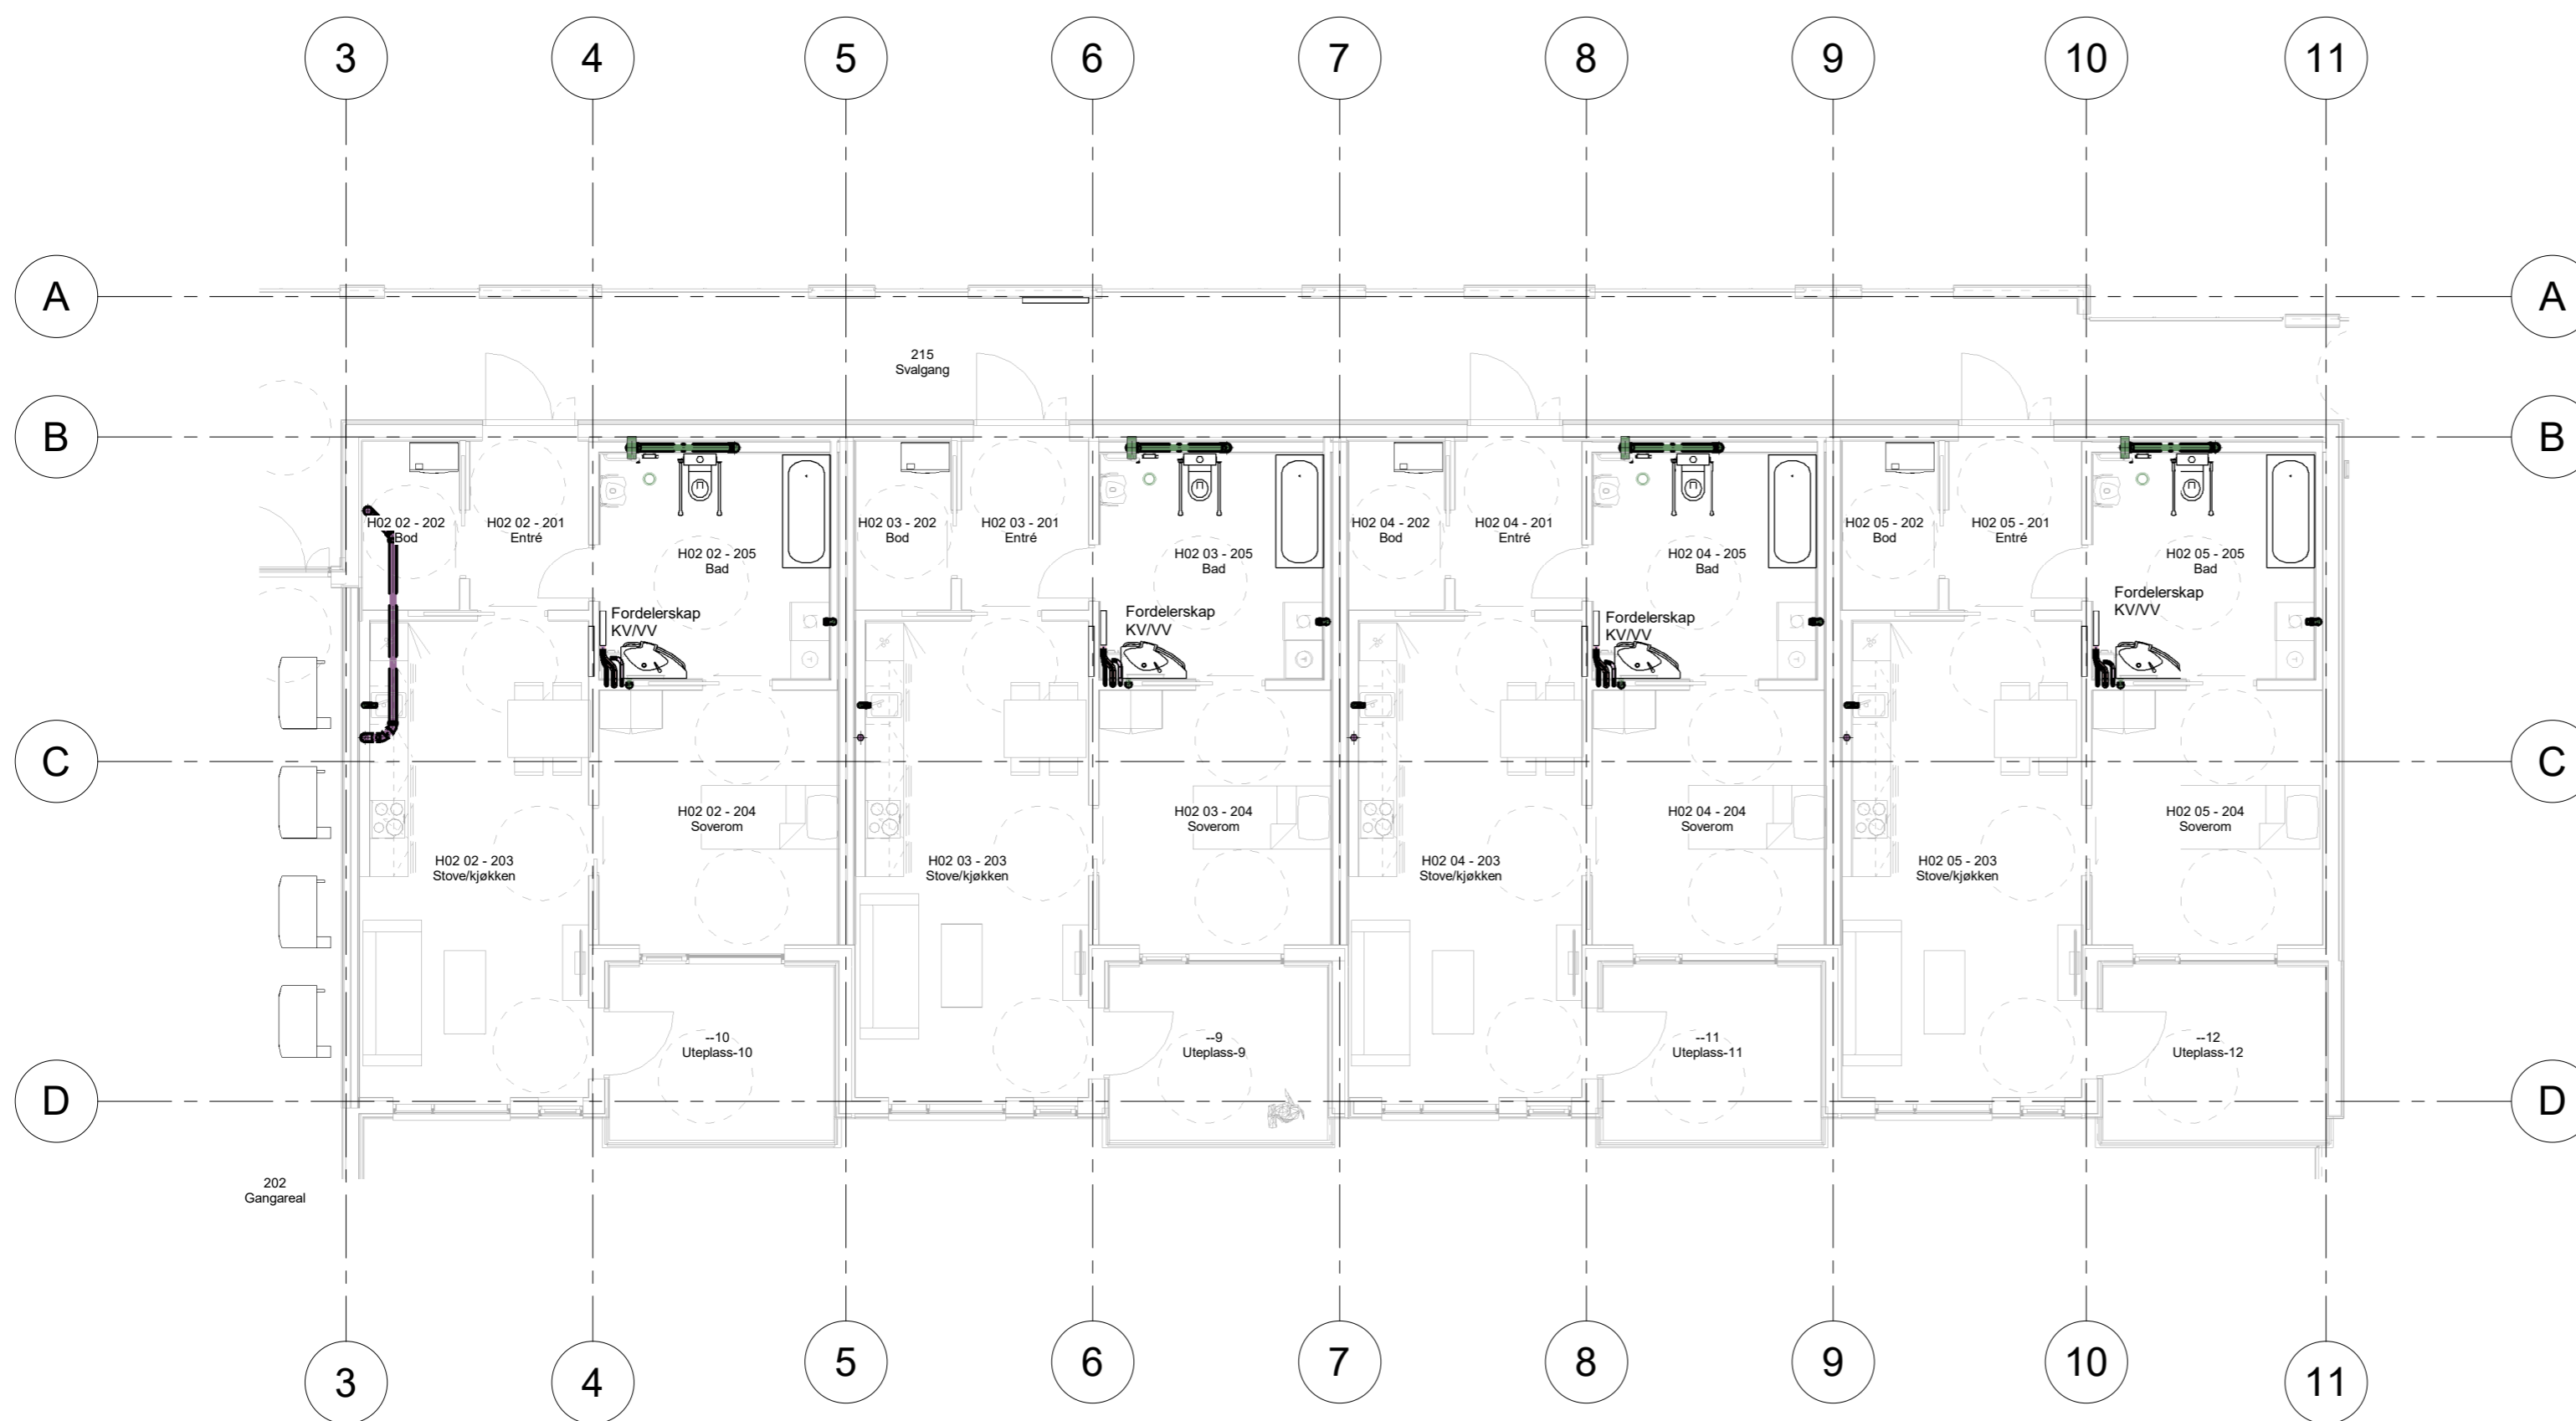 3
4
5
6
7
8
9
10
11
A
A
215
Svalgang
B
B
H02 02 - 202
Bod
H02 02 - 201
Entré
H02 02 - 205
Bad
H02 03 - 202
Bod
H02 03 - 201
Entré
H02 03 - 205
Bad
H02 04 - 202
Bod
H02 04 - 201
Entré
H02 04 - 205
Bad
H02 05 - 202
Bod
H02 05 - 201
Entré
H02 05 - 205
Bad
Fordelerskap
KV/VV
Fordelerskap
KV/VV
Fordelerskap
KV/VV
Fordelerskap
KV/VV
C
C
H02 02 - 204
Soverom
H02 03 - 204
Soverom
H02 04 - 204
Soverom
H02 05 - 204
Soverom
H02 02 - 203
Stove/kjøkken
H02 03 - 203
Stove/kjøkken
H02 04 - 203
Stove/kjøkken
H02 05 - 203
Stove/kjøkken
--10
Uteplass-10
--9
Uteplass-9
--11
Uteplass-11
--12
Uteplass-12
D
D
202
Gangareal
3
4
5
6
7
8
9
10
11